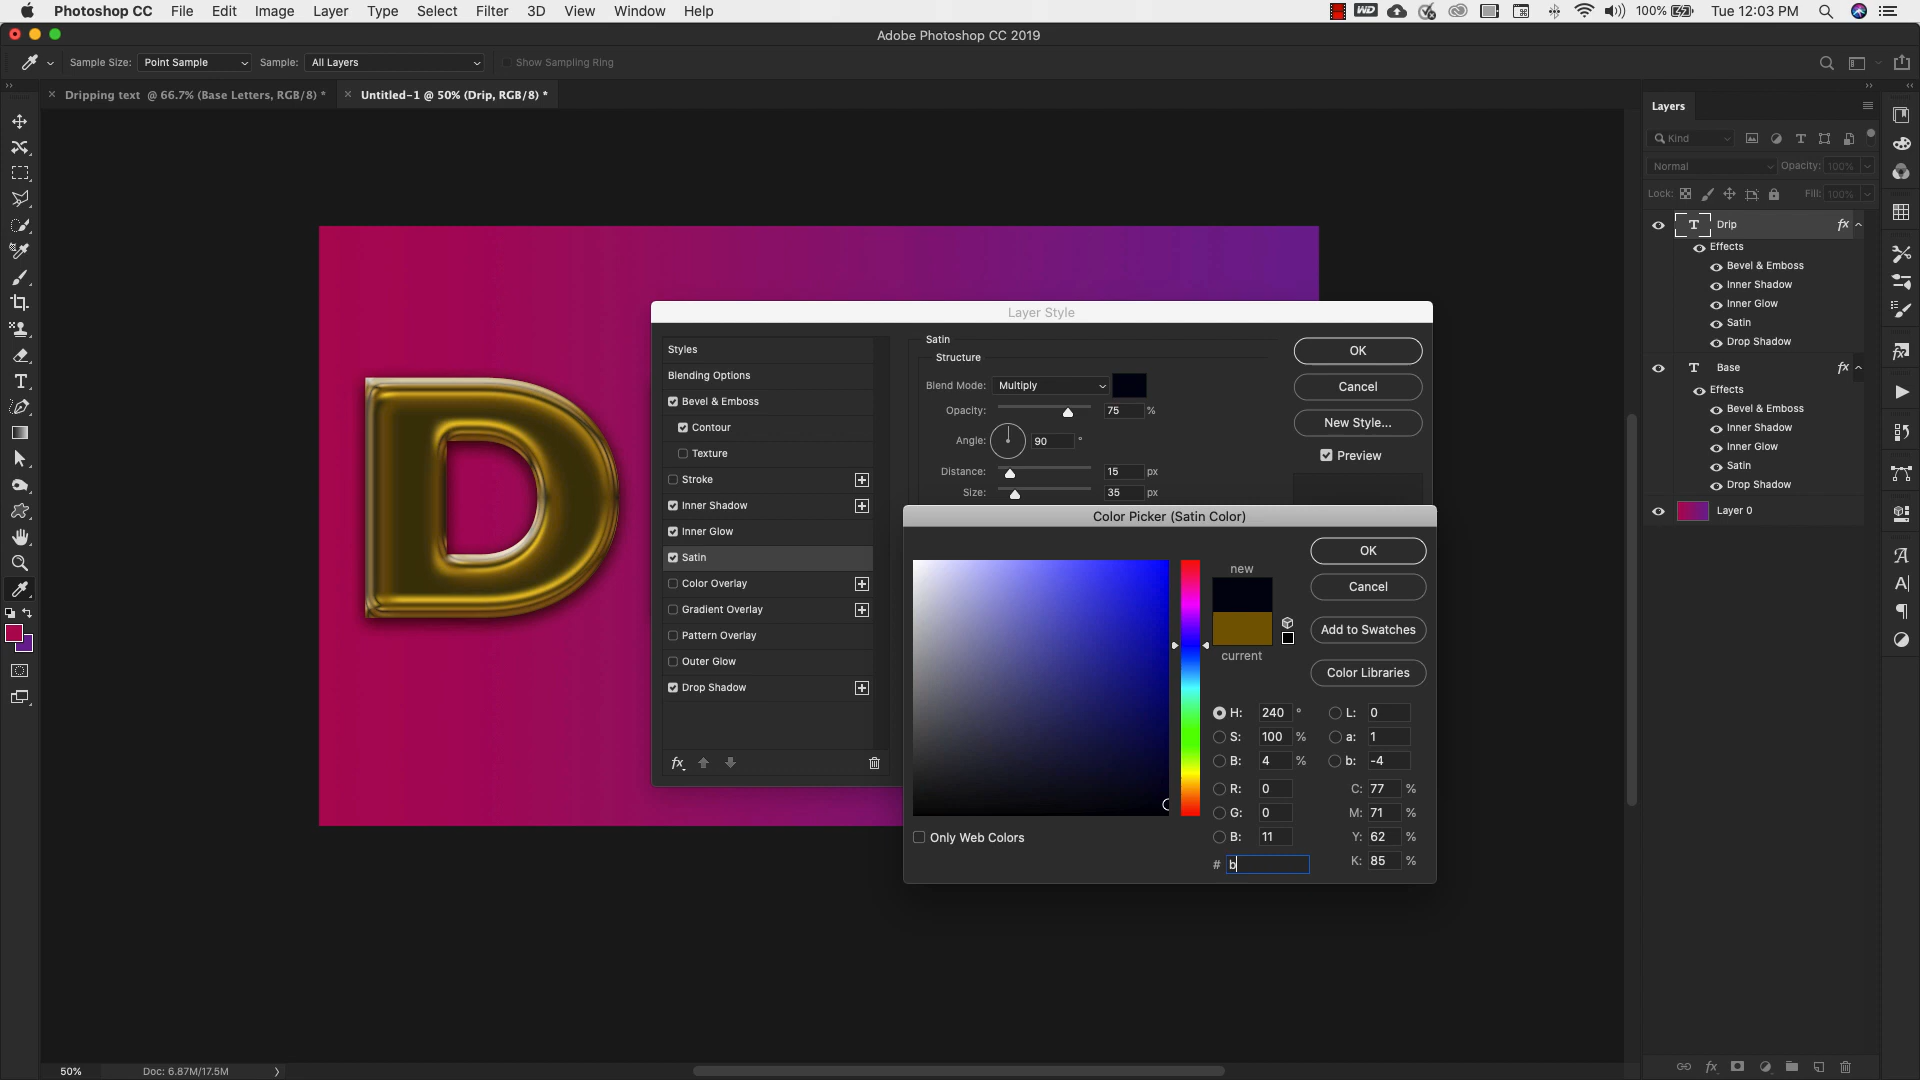 Photoshop CC File Edit Image Layer Type Select Filter 3D View Window Help 100% Tue 12:03 PM
Adobe Photoshop CC 2019
Sample Size: Point Sample Sample: All Layers Show Sampling Ring
Dripping text @ 66.7% (Base Letters, RGB/8) * Untitled-1 @ 50% (Drip, RGB/8) *
Layers
Kind
Normal Opacity: 100%
Lock: Fill: 100%
T Drip fx
Effects
Bevel & Emboss
Inner Shadow
Inner Glow
Satin
Drop Shadow
T Base fx
Effects
Bevel & Emboss
Inner Shadow
Inner Glow
Satin
Drop Shadow
Layer 0
D
Layer Style
Styles
Blending Options
Bevel & Emboss
Contour
Texture
Stroke
Inner Shadow
Inner Glow
Satin
Color Overlay
Gradient Overlay
Pattern Overlay
Outer Glow
Drop Shadow
fx
Satin
Structure
Blend Mode: Multiply
Opacity: 75 %
Angle: 90 °
Distance: 15 px
Size: 35 px
OK
Cancel
New Style...
Preview
Color Picker (Satin Color)
new
current
OK
Cancel
Add to Swatches
Color Libraries
H: 240 ° L: 0
S: 100 % a: 1
B: 4 % b: -4
R: 0 C: 77 %
G: 0 M: 71 %
B: 11 Y: 62 %
# b K: 85 %
Only Web Colors
50% Doc: 6.87M/17.5M